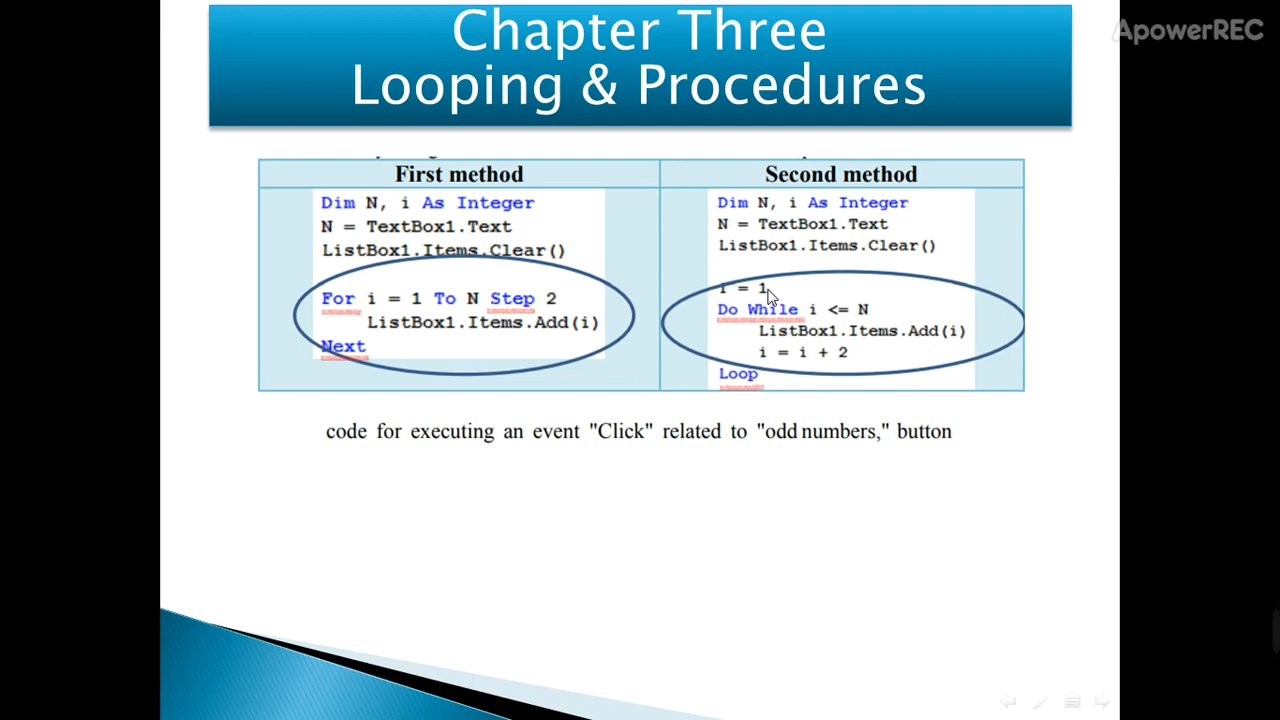 ApowerREC
Chapter Three
Looping & Procedures
First method
Dim N, i As Integer
N = TextBox1.Text
ListBox1.Items.Clear()
For i = 1 To N Step 2
ListBox1.Items.Add(i)
Next
Second method
Dim N, i As Integer
N = TextBox1.Text
ListBox1.Items.Clear()
i = 1
Do While i <= N
ListBox1.Items.Add(i)
i = i + 2
Loop
code for executing an event "Click" related to "odd numbers," button